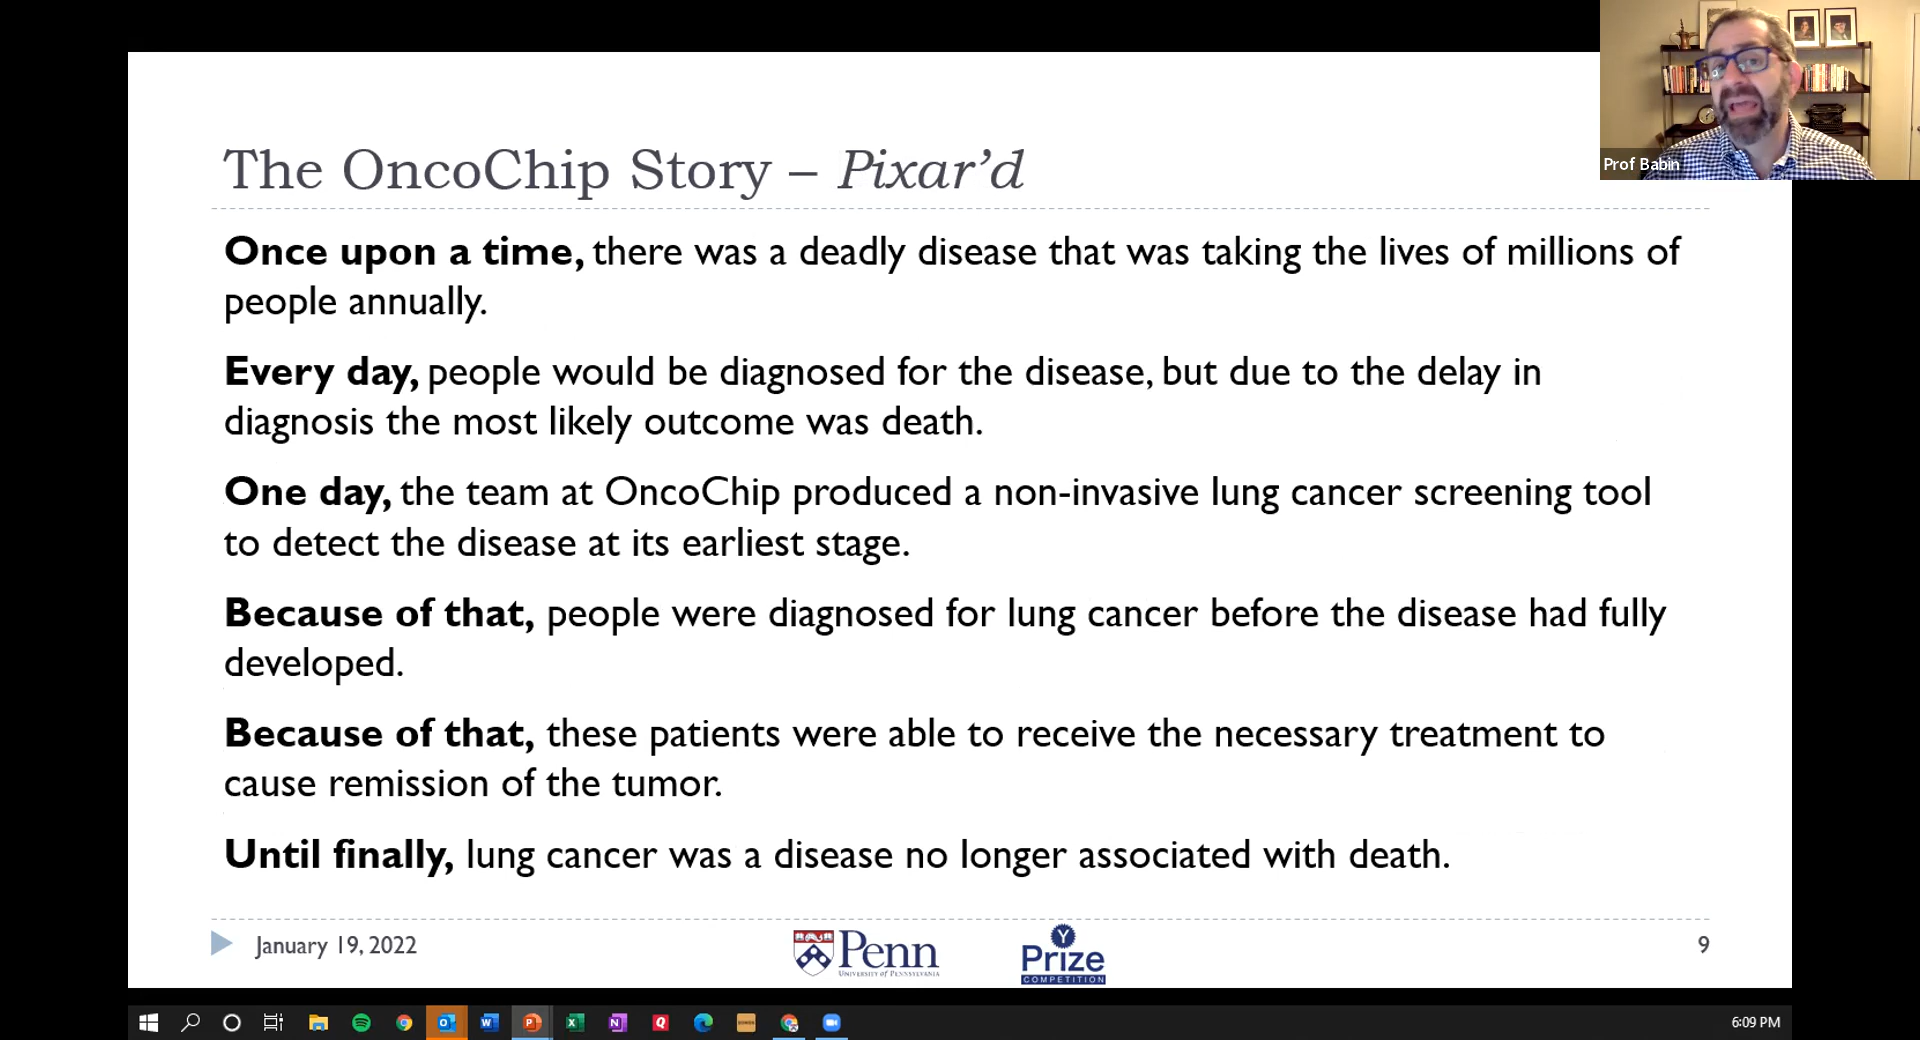 Prof Babin
The OncoChip Story – Pixar’d
Once upon a time, there was a deadly disease that was taking the lives of millions of
people annually.
Every day, people would be diagnosed for the disease, but due to the delay in
diagnosis the most likely outcome was death.
One day, the team at OncoChip produced a non-invasive lung cancer screening tool
to detect the disease at its earliest stage.
Because of that, people were diagnosed for lung cancer before the disease had fully
developed.
Because of that, these patients were able to receive the necessary treatment to
cause remission of the tumor.
Until finally, lung cancer was a disease no longer associated with death.
January 19, 2022
Penn
UNIVERSITY of PENNSYLVANIA
Y
Prize
COMPETITION
9
6:09 PM